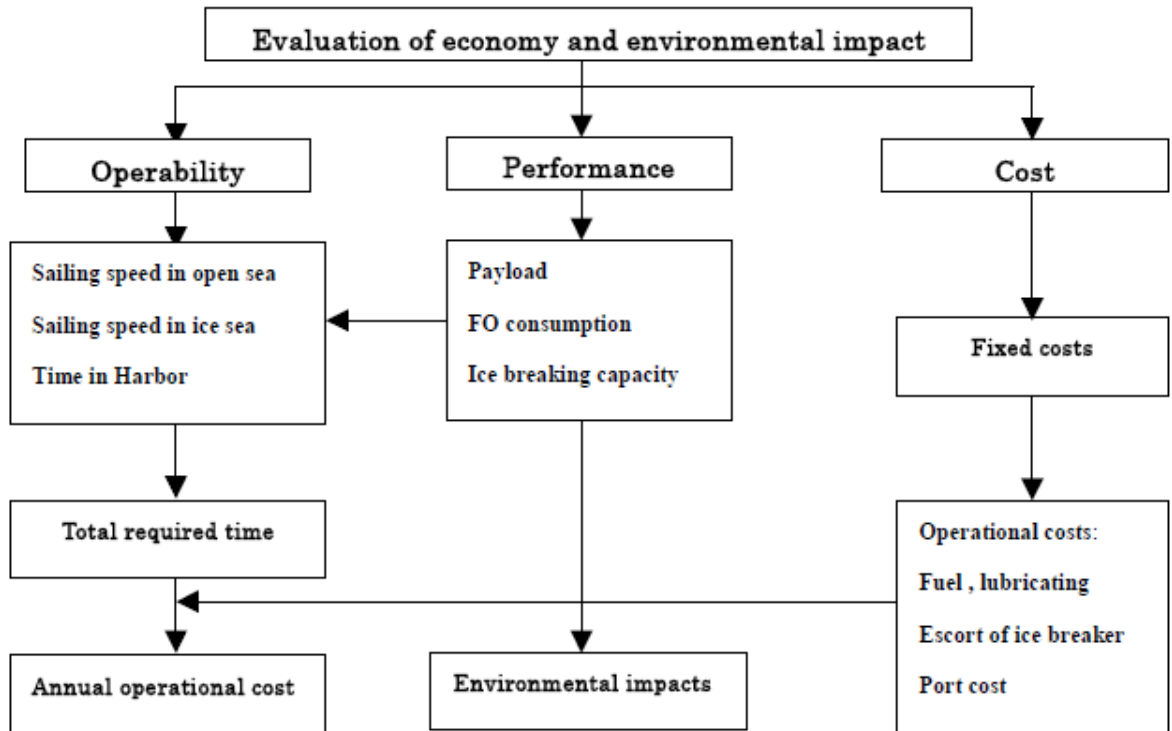 Evaluation of economy and environmental impact
Operability
Performance
Cost
Sailing speed in open sea
Sailing speed in ice sea
Time in Harbor
Payload
FO consumption
Ice breaking capacity
Fixed costs
Total required time
Operational costs:
Fuel , lubricating
Escort of ice breaker
Port cost
Annual operational cost
Environmental impacts